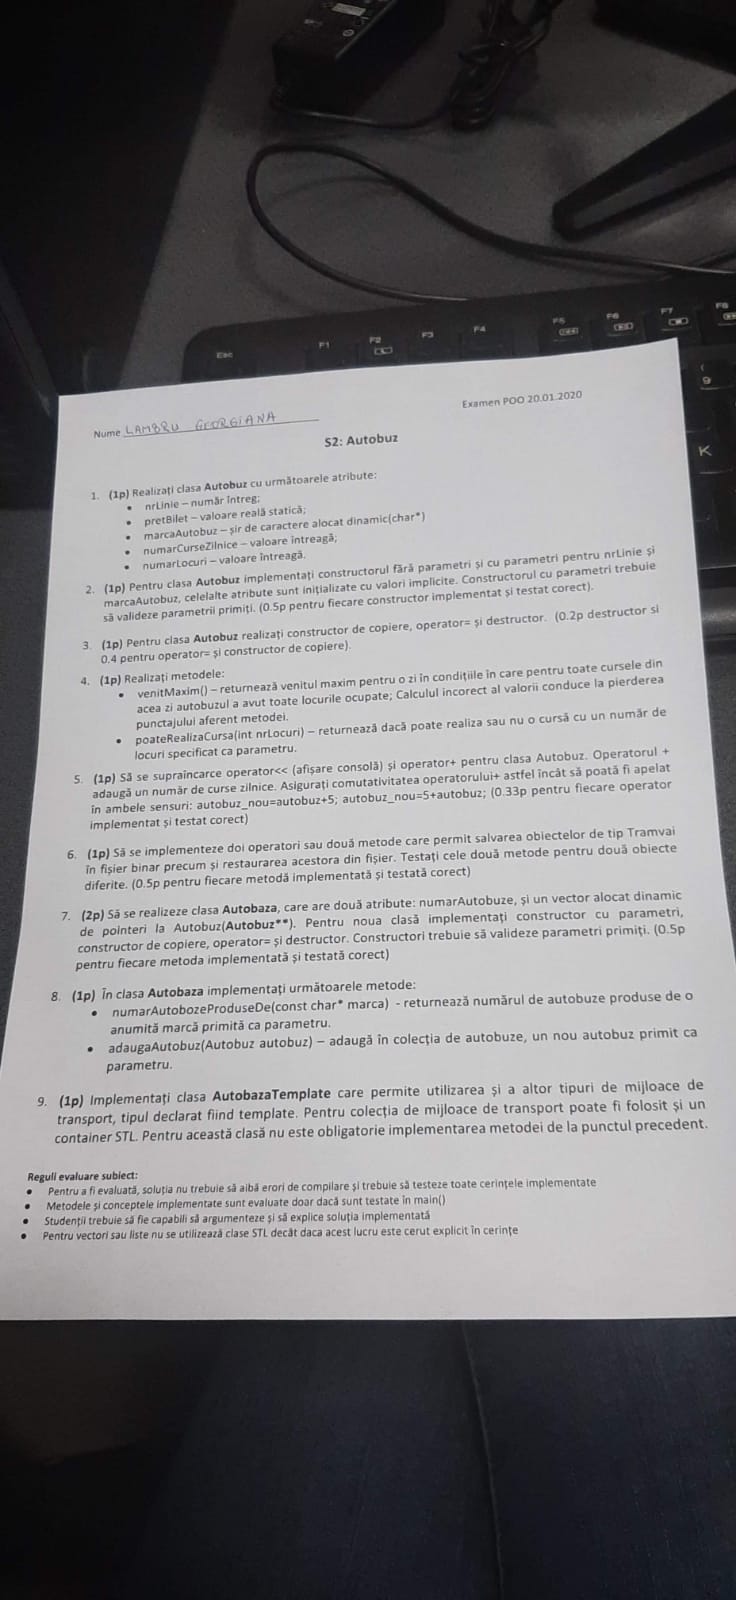 Esc F1 F2 F3 F4 F5 F6 F7 F8
9
K
Nume LAMBRU GEORGIANA
Examen POO 20.01.2020
S2: Autobuz
1. (1p) Realizați clasa Autobuz cu următoarele atribute:
• nrLinie – număr întreg;
• pretBilet – valoare reală statică;
• marcaAutobuz – șir de caractere alocat dinamic(char*)
• numarCurseZilnice – valoare întreagă;
• numarLocuri – valoare întreagă.
2. (1p) Pentru clasa Autobuz implementați constructorul fără parametri și cu parametri pentru nrLinie și
marcaAutobuz, celelalte atribute sunt inițializate cu valori implicite. Constructorul cu parametri trebuie
să valideze parametrii primiți. (0.5p pentru fiecare constructor implementat și testat corect).
3. (1p) Pentru clasa Autobuz realizați constructor de copiere, operator= și destructor. (0.2p destructor si
0.4 pentru operator= și constructor de copiere).
4. (1p) Realizați metodele:
• venitMaxim() – returnează venitul maxim pentru o zi în condițiile în care pentru toate cursele din
acea zi autobuzul a avut toate locurile ocupate; Calculul incorect al valorii conduce la pierderea
punctajului aferent metodei.
• poateRealizaCursa(int nrLocuri) – returnează dacă poate realiza sau nu o cursă cu un număr de
locuri specificat ca parametru.
5. (1p) Să se supraîncarce operator<< (afișare consolă) și operator+ pentru clasa Autobuz. Operatorul +
adaugă un număr de curse zilnice. Asigurați comutativitatea operatorului+ astfel încât să poată fi apelat
în ambele sensuri: autobuz_nou=autobuz+5; autobuz_nou=5+autobuz; (0.33p pentru fiecare operator
implementat și testat corect)
6. (1p) Să se implementeze doi operatori sau două metode care permit salvarea obiectelor de tip Tramvai
în fișier binar precum și restaurarea acestora din fișier. Testați cele două metode pentru două obiecte
diferite. (0.5p pentru fiecare metodă implementată și testată corect)
7. (2p) Să se realizeze clasa Autobaza, care are două atribute: numarAutobuze, și un vector alocat dinamic
de pointeri la Autobuz(Autobuz**). Pentru noua clasă implementați constructor cu parametri,
constructor de copiere, operator= și destructor. Constructori trebuie să valideze parametri primiți. (0.5p
pentru fiecare metoda implementată și testată corect)
8. (1p) În clasa Autobaza implementați următoarele metode:
• numarAutobozeProduseDe(const char* marca) - returnează numărul de autobuze produse de o
anumită marcă primită ca parametru.
• adaugaAutobuz(Autobuz autobuz) – adaugă în colecția de autobuze, un nou autobuz primit ca
parametru.
9. (1p) Implementați clasa AutobazaTemplate care permite utilizarea și a altor tipuri de mijloace de
transport, tipul declarat fiind template. Pentru colecția de mijloace de transport poate fi folosit și un
container STL. Pentru această clasă nu este obligatorie implementarea metodei de la punctul precedent.
Reguli evaluare subiect:
• Pentru a fi evaluată, soluția nu trebuie să aibă erori de compilare și trebuie să testeze toate cerințele implementate
• Metodele și conceptele implementate sunt evaluate doar dacă sunt testate în main()
• Studenții trebuie să fie capabili să argumenteze și să explice soluția implementată
• Pentru vectori sau liste nu se utilizează clase STL decât daca acest lucru este cerut explicit în cerințe